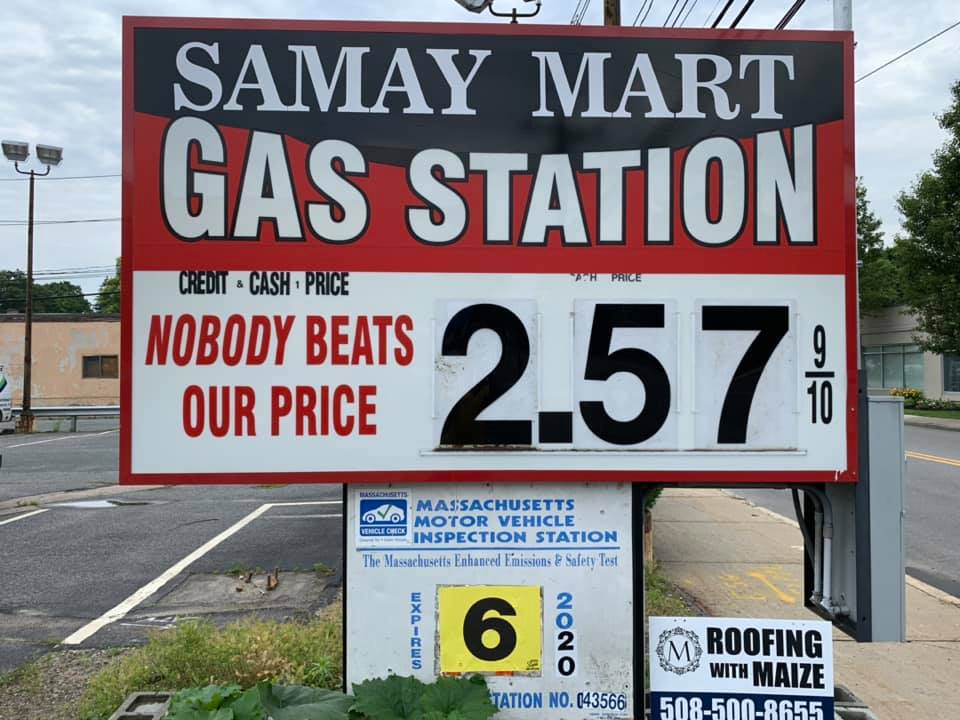 SAMAY MART
GAS STATION
CREDIT & CASH 1 PRICE
PRICE
NOBODY BEATS
OUR PRICE
2.57 9/10
MASSACHUSETTS
VEHICLE CHECK
MASSACHUSETTS
MOTOR VEHICLE
INSPECTION STATION
The Massachusetts Enhanced Emissions & Safety Test
EXPIRES
6
2020
STATION NO. 043566
M
ROOFING
WITH MAIZE
508-500-8655